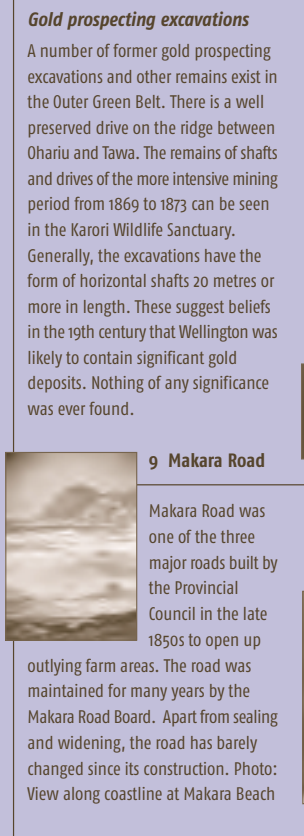 Gold prospecting excavations
A number of former gold prospecting
excavations and other remains exist in
the Outer Green Belt. There is a well
preserved drive on the ridge between
Ohariu and Tawa. The remains of shafts
and drives of the more intensive mining
period from 1869 to 1873 can be seen
in the Karori Wildlife Sanctuary.
Generally, the excavations have the
form of horizontal shafts 20 metres or
more in length. These suggest beliefs
in the 19th century that Wellington was
likely to contain significant gold
deposits. Nothing of any significance
was ever found.
9 Makara Road
Makara Road was
one of the three
major roads built by
the Provincial
Council in the late
1850s to open up
outlying farm areas. The road was
maintained for many years by the
Makara Road Board. Apart from sealing
and widening, the road has barely
changed since its construction. Photo:
View along coastline at Makara Beach